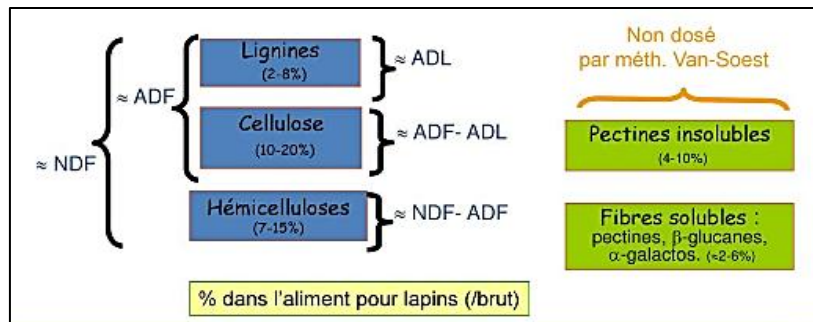 Lignines
(2-8%)
≈ ADL
≈ ADF
Cellulose
(10-20%)
≈ ADF- ADL
≈ NDF
Hémicelluloses
(7-15%)
≈ NDF- ADF
Non dosé
par méth. Van-Soest
Pectines insolubles
(4-10%)
Fibres solubles :
pectines, β-glucanes,
α-galactos. (≈2-6%)
% dans l'aliment pour lapins (/brut)